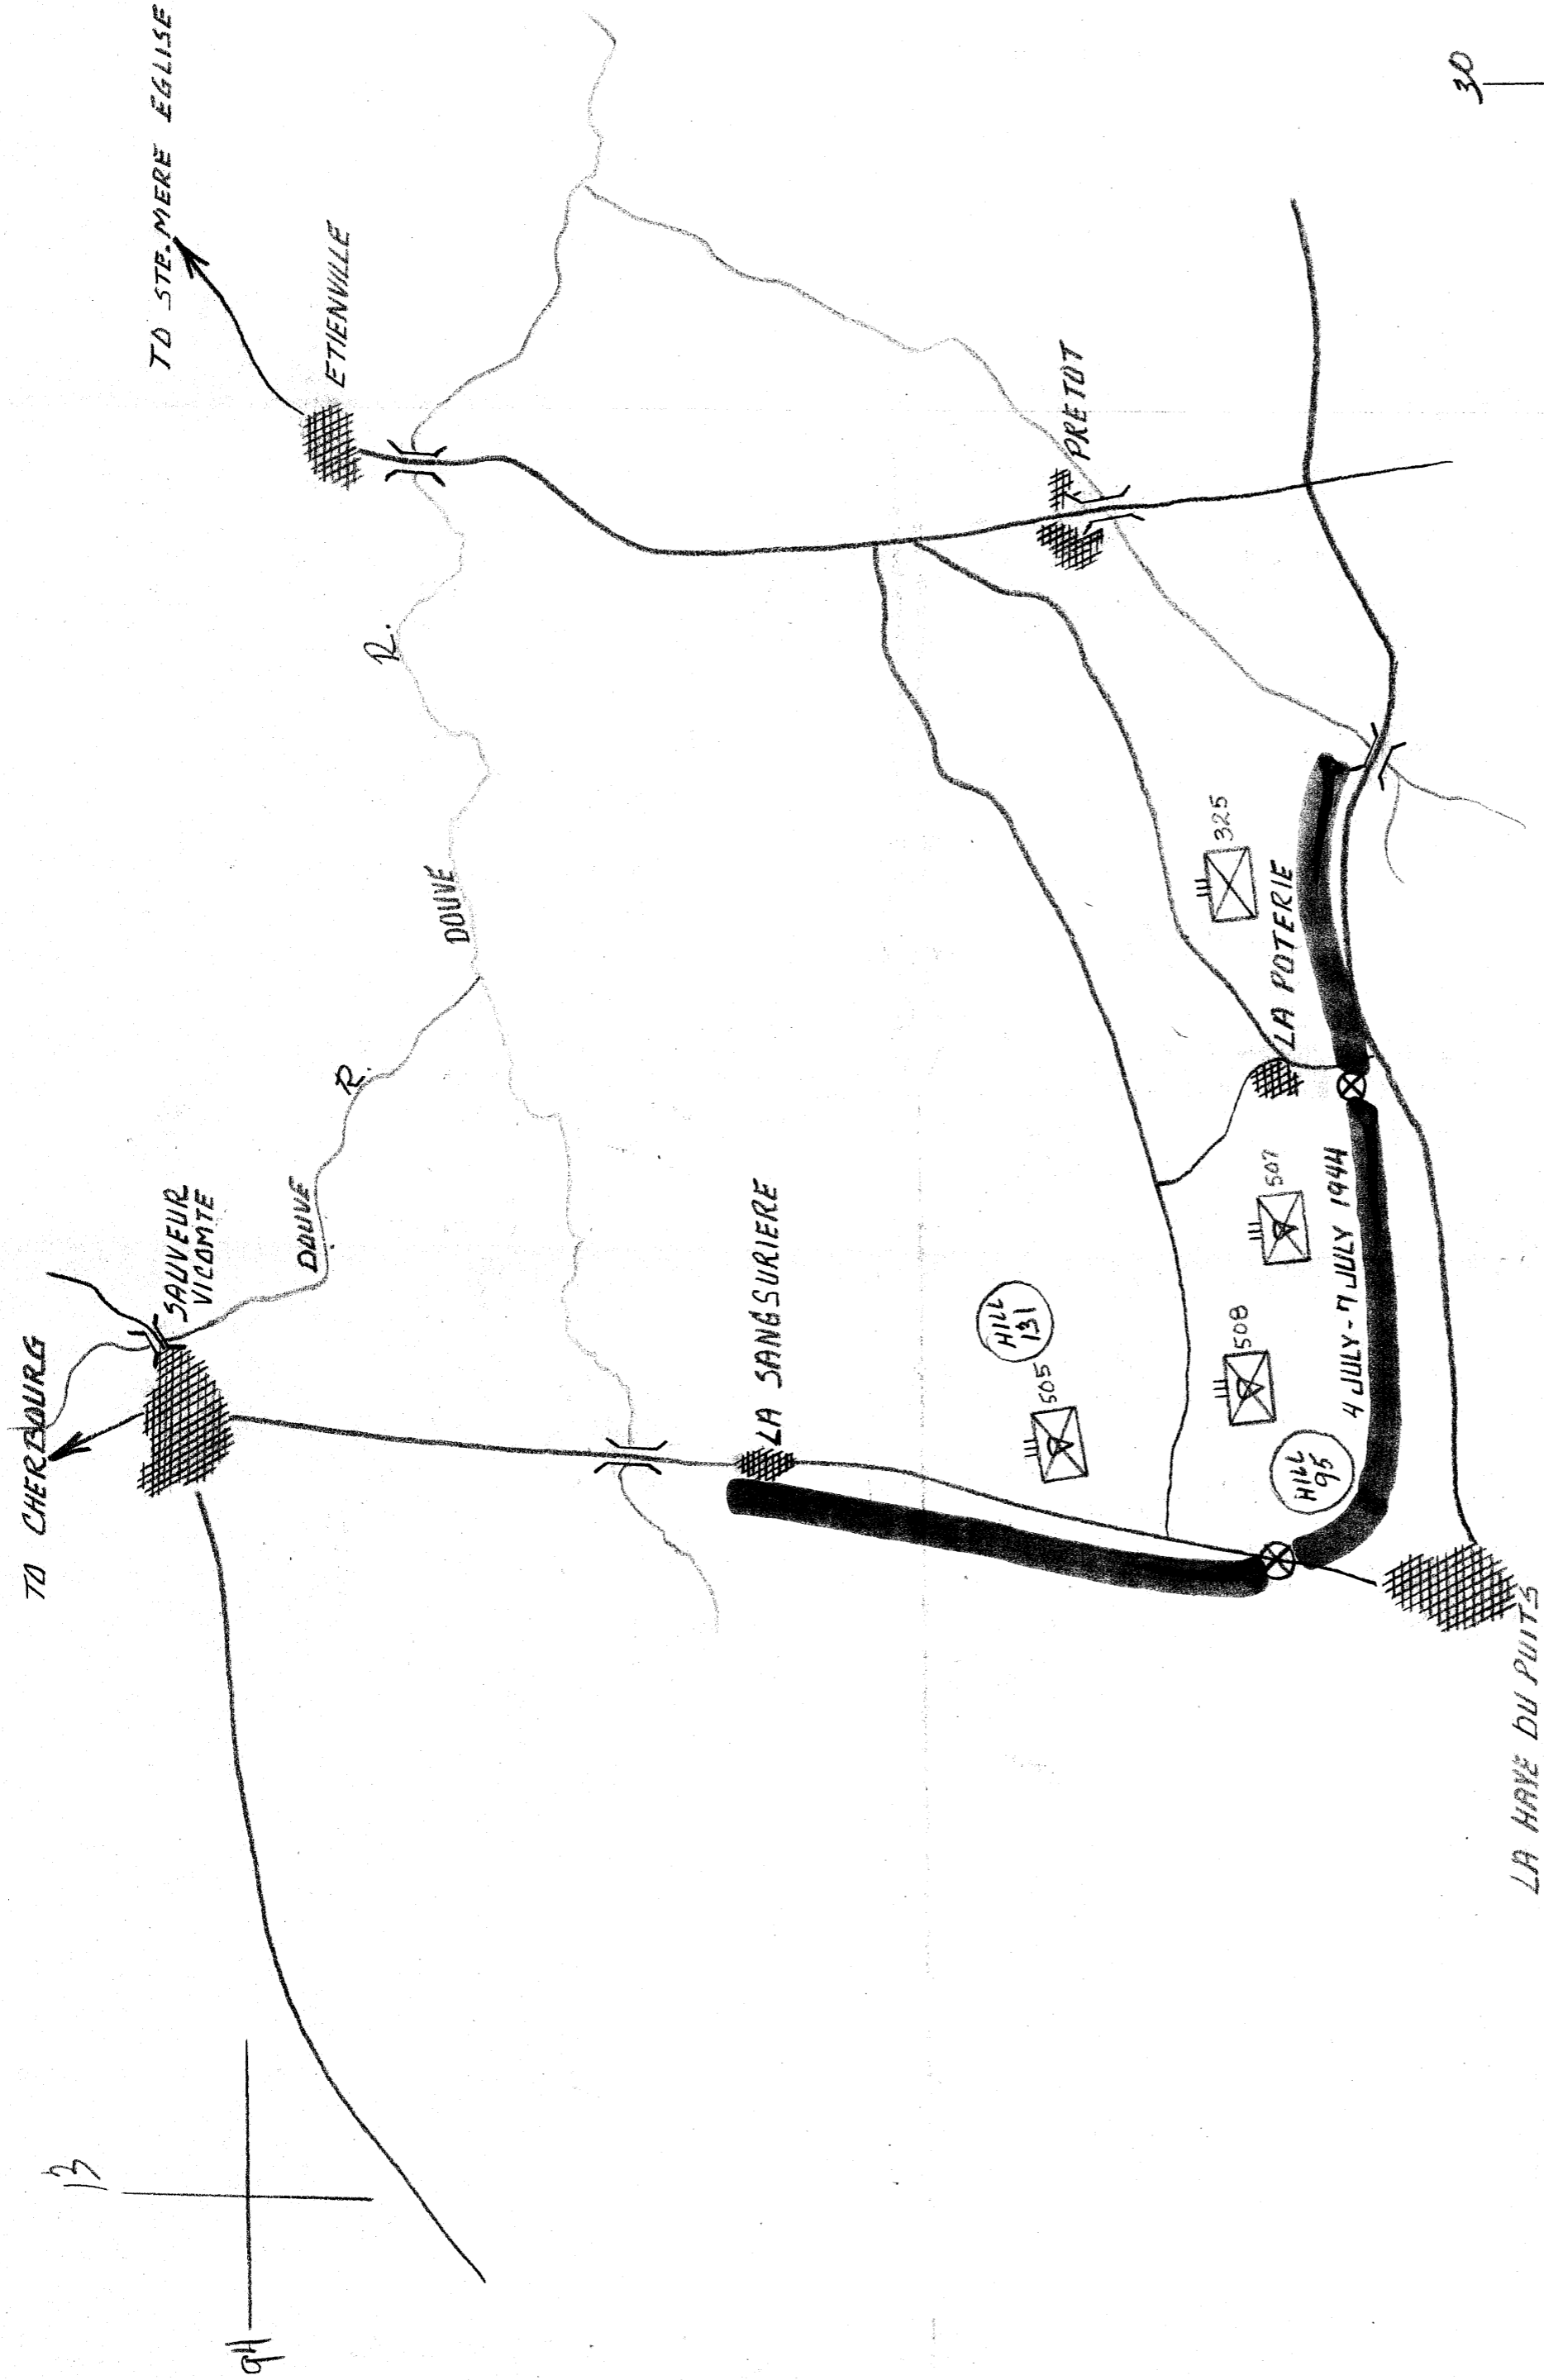 TO CHERBOURG
TO STE. MERE EGLISE
13
94
SAUVEUR
VICOMTE
ETIENVILLE
DOUVE R.
DOUVE R.
LA SANGSURIERE
PRETOT
HILL
131
505
325
508
507
LA POTERIE
HILL
95
4 JULY - 7 JULY 1944
LA HAYE DU PUITS
30